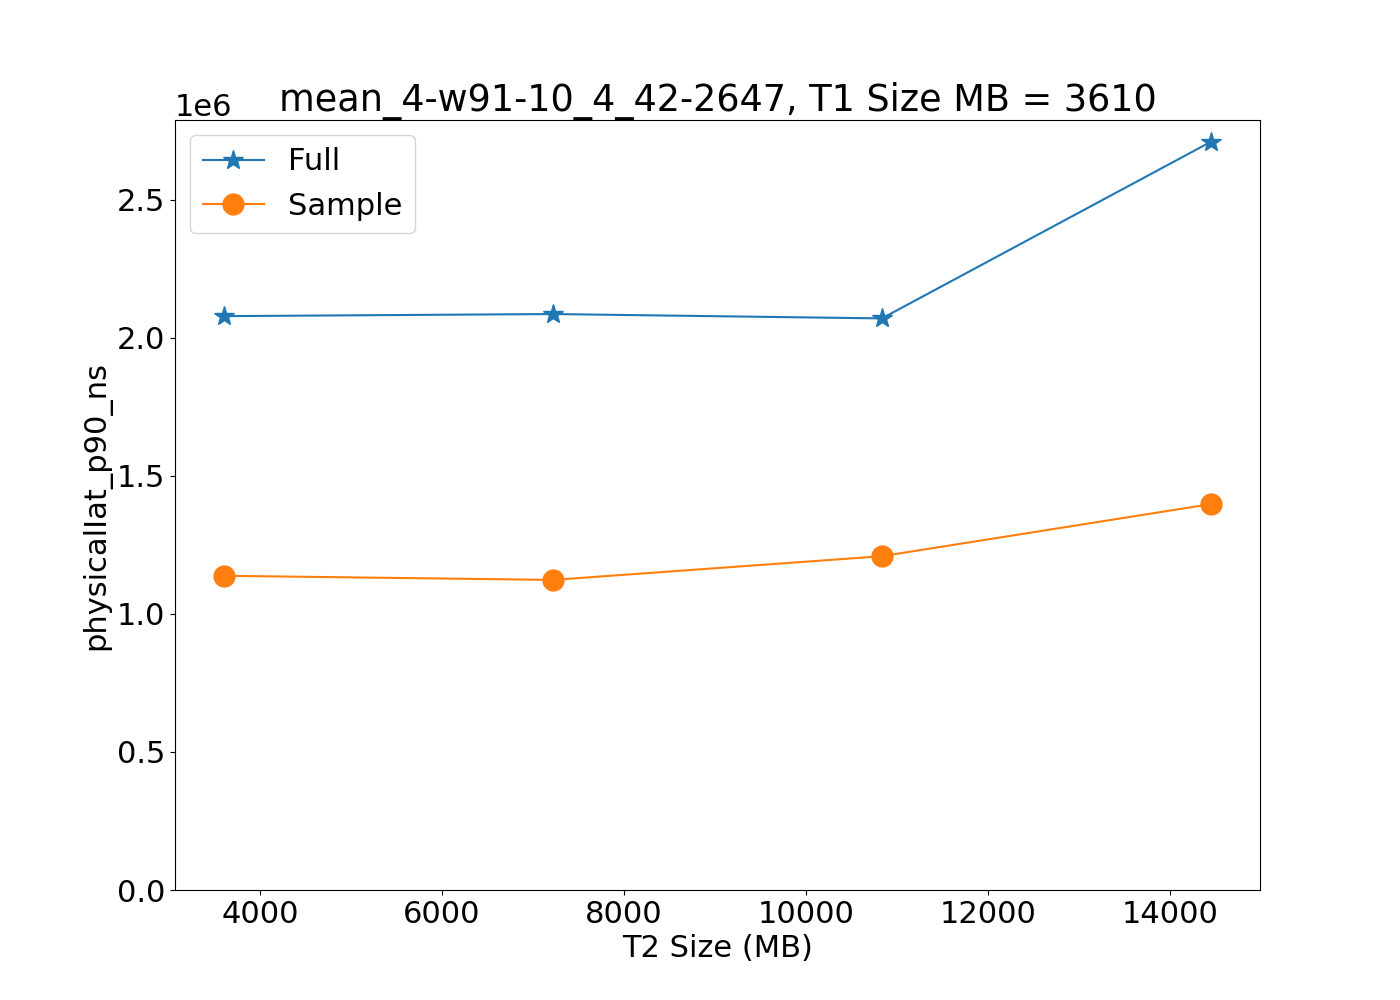 mean_4-w91-10_4_42-2647, T1 Size MB = 3610
1e6
Full
Sample
2.5
2.0
1.5
1.0
0.5
0.0
physicallat_p90_ns
4000 6000 8000 10000 12000 14000
T2 Size (MB)